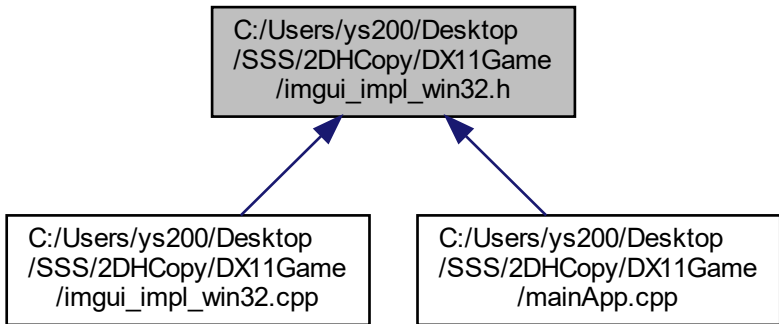 C:/Users/ys200/Desktop
/SSS/2DHCopy/DX11Game
/imgui_impl_win32.h
C:/Users/ys200/Desktop
/SSS/2DHCopy/DX11Game
/imgui_impl_win32.cpp
C:/Users/ys200/Desktop
/SSS/2DHCopy/DX11Game
/mainApp.cpp